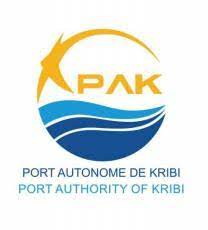 PAK
PORT AUTONOME DE KRIBI
PORT AUTHORITY OF KRIBI